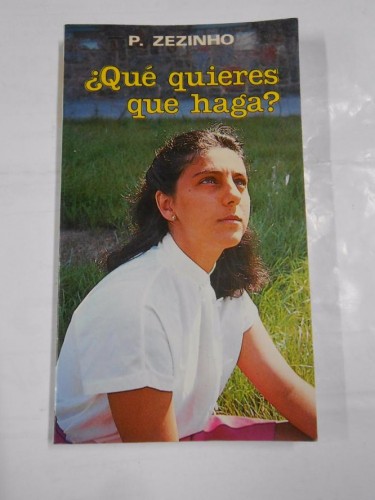 P. ZEZINHO
¿Qué quieres
que haga?